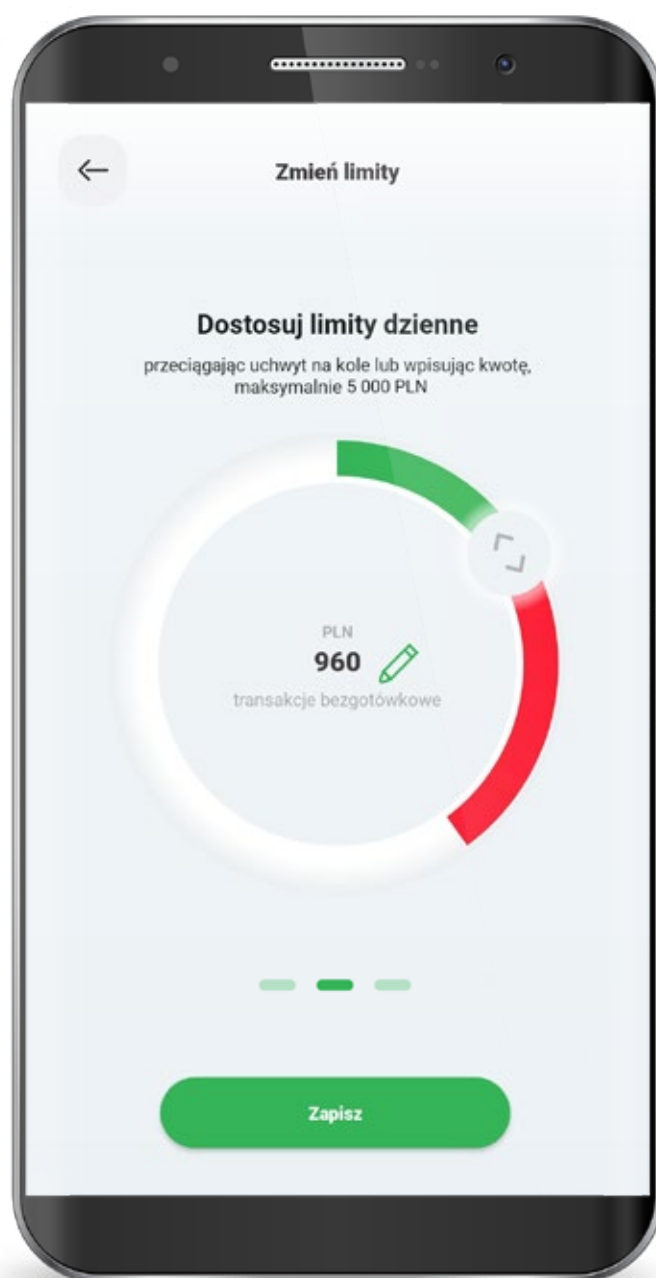 Zmień limity
Dostosuj limity dzienne
przeciągając uchwyt na kole lub wpisując kwotę,
maksymalnie 5 000 PLN
PLN
960
transakcje bezgotówkowe
Zapisz